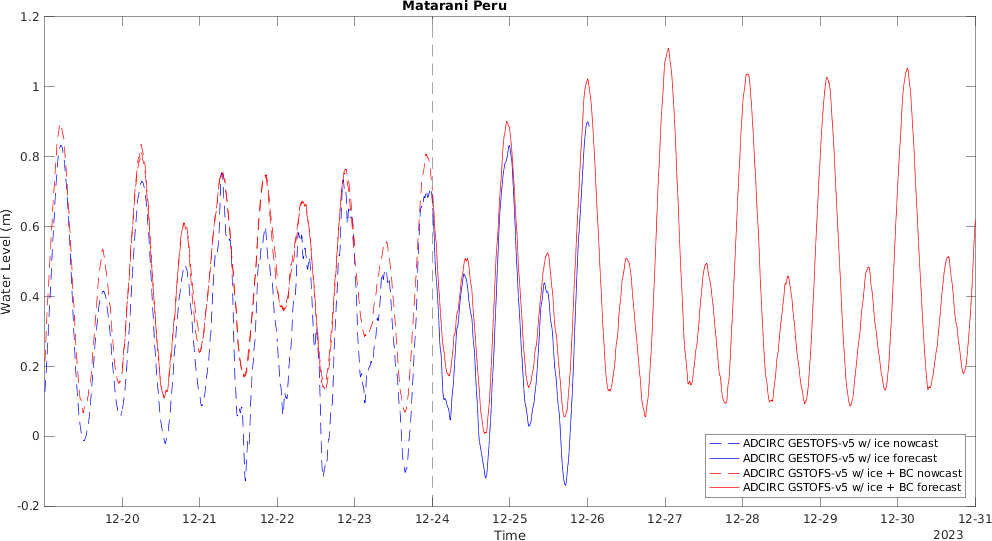 Matarani Peru
Water Level (m)
1.2
1
0.8
0.6
0.4
0.2
0
-0.2
ADCIRC GESTOFS-v5 w/ ice nowcast
ADCIRC GESTOFS-v5 w/ ice forecast
ADCIRC GSTOFS-v5 w/ ice + BC nowcast
ADCIRC GSTOFS-v5 w/ ice + BC forecast
12-20 12-21 12-22 12-23 12-24 12-25 12-26 12-27 12-28 12-29 12-30 12-31
Time
2023